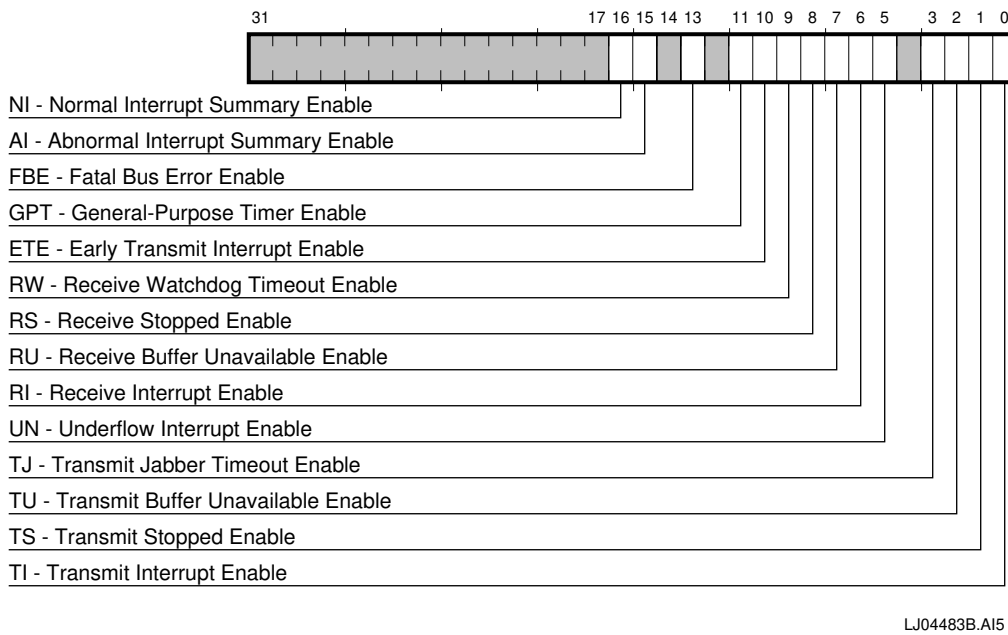 31 17 16 15 14 13 11 10 9 8 7 6 5 3 2 1 0
NI - Normal Interrupt Summary Enable
AI - Abnormal Interrupt Summary Enable
FBE - Fatal Bus Error Enable
GPT - General-Purpose Timer Enable
ETE - Early Transmit Interrupt Enable
RW - Receive Watchdog Timeout Enable
RS - Receive Stopped Enable
RU - Receive Buffer Unavailable Enable
RI - Receive Interrupt Enable
UN - Underflow Interrupt Enable
TJ - Transmit Jabber Timeout Enable
TU - Transmit Buffer Unavailable Enable
TS - Transmit Stopped Enable
TI - Transmit Interrupt Enable
LJ04483B.AI5